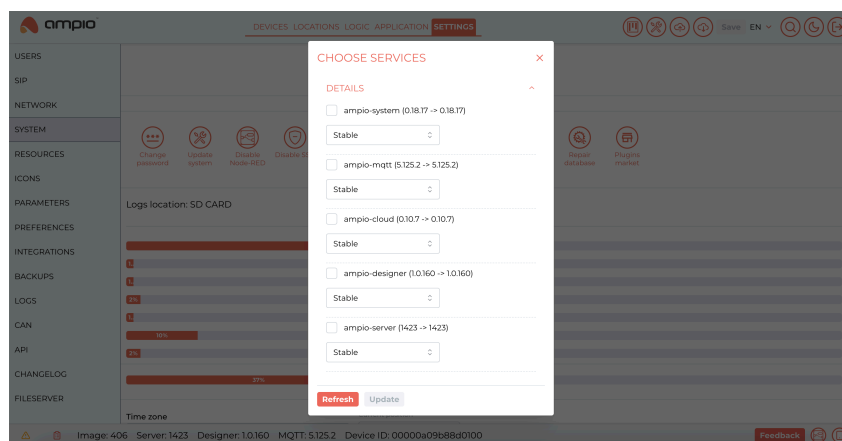 ampio
DEVICES LOCATIONS LOGIC APPLICATION SETTINGS
Save EN
USERS
SIP
NETWORK
SYSTEM
RESOURCES
ICONS
PARAMETERS
PREFERENCES
INTEGRATIONS
BACKUPS
LOGS
CAN
API
CHANGELOG
FILESERVER
Change password
Update system
Disable Node-RED
Disable
Repair database
Plugins market
Logs location: SD CARD
2%
10%
2%
37%
Time zone
CHOOSE SERVICES
DETAILS
ampio-system (0.18.17 -> 0.18.17)
Stable
ampio-mqtt (5.125.2 -> 5.125.2)
Stable
ampio-cloud (0.10.7 -> 0.10.7)
Stable
ampio-designer (1.0.160 -> 1.0.160)
Stable
ampio-server (1423 -> 1423)
Stable
Refresh Update
Image: 406 Server: 1423 Designer: 1.0.160 MQTT: 5.125.2 Device ID: 00000a09b88d0100
Feedback